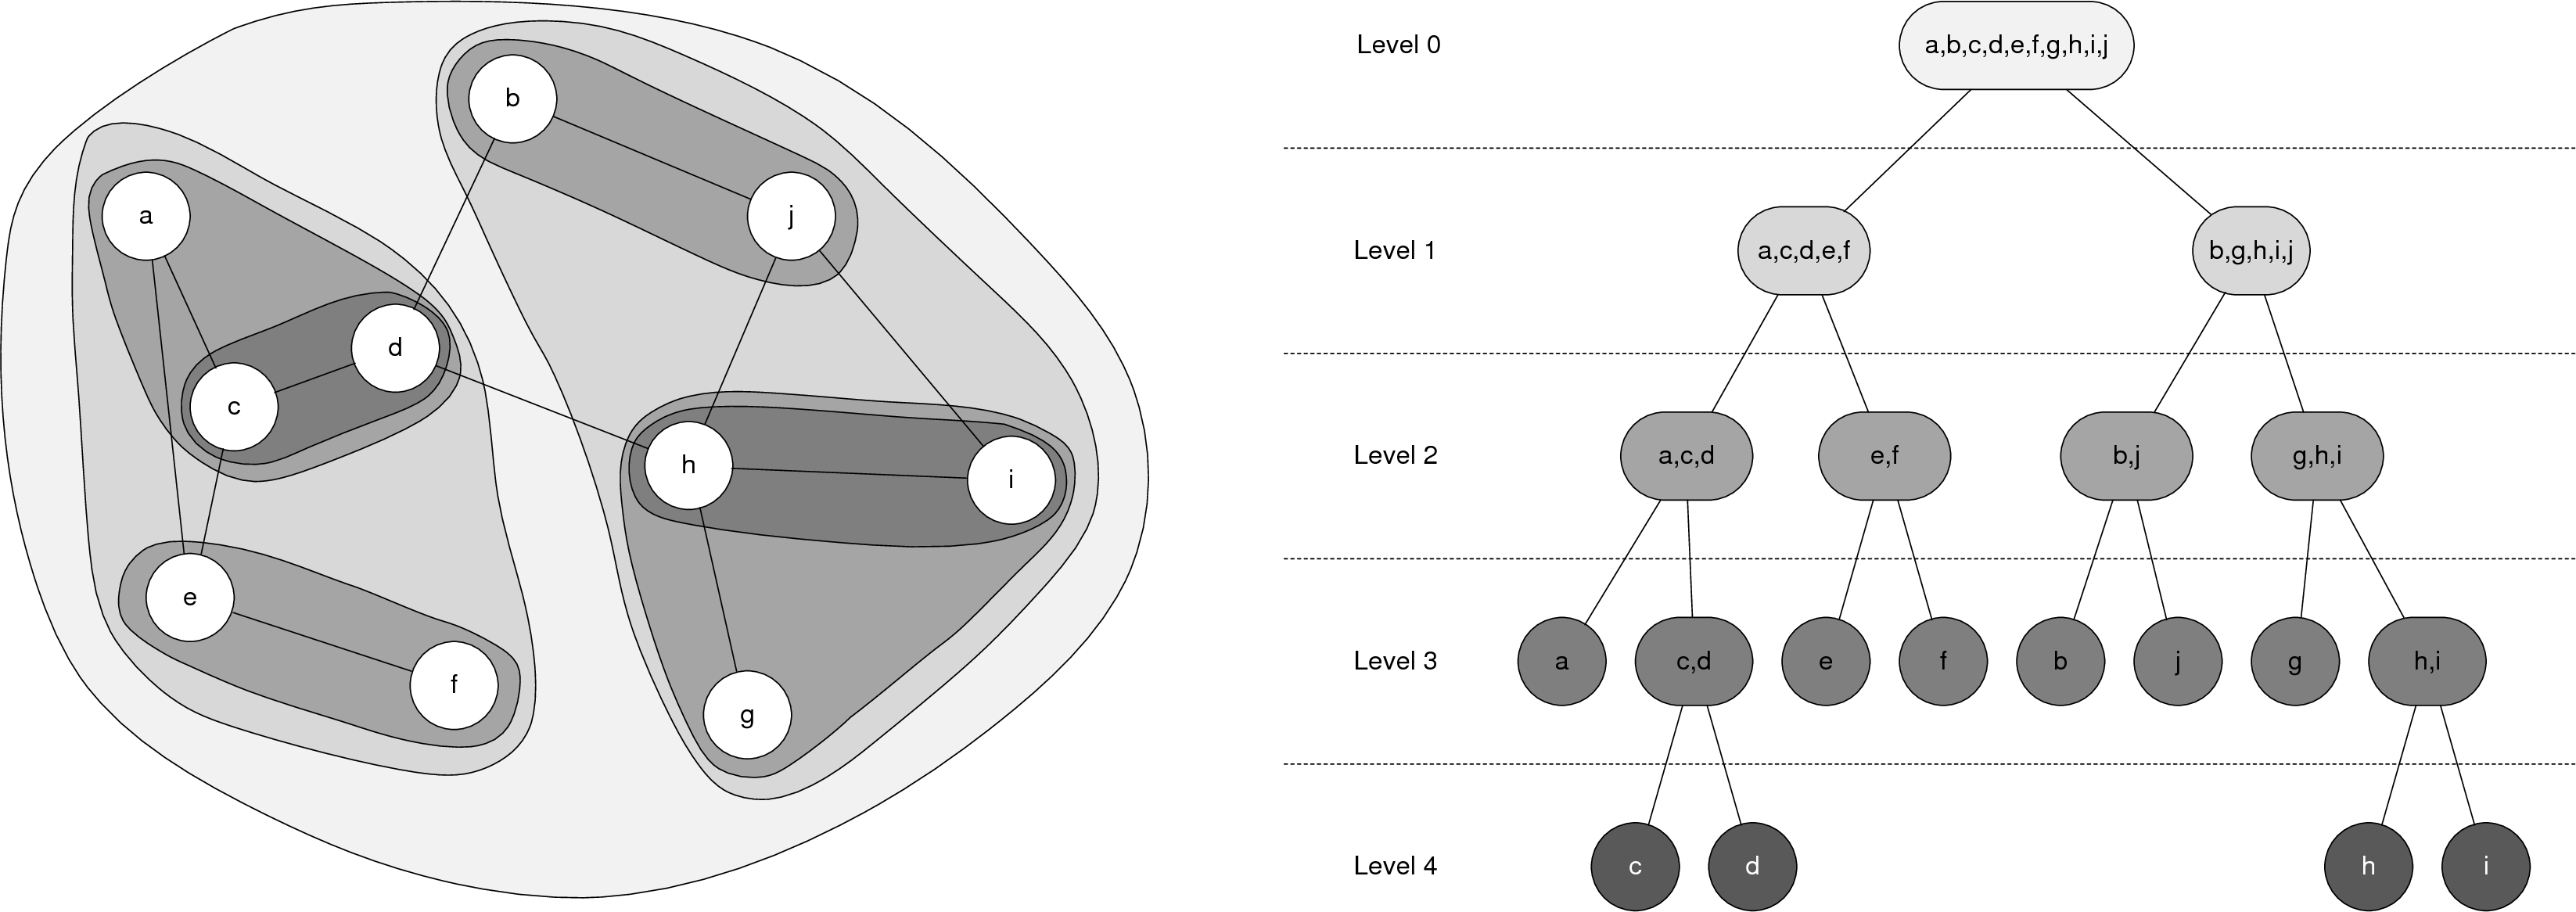 b
a
j
d
c
h
i
e
f
g
Level 0
a,b,c,d,e,f,g,h,i,j
Level 1
a,c,d,e,f
b,g,h,i,j
Level 2
a,c,d
e,f
b,j
g,h,i
Level 3
a
c,d
e
f
b
j
g
h,i
Level 4
c
d
h
i